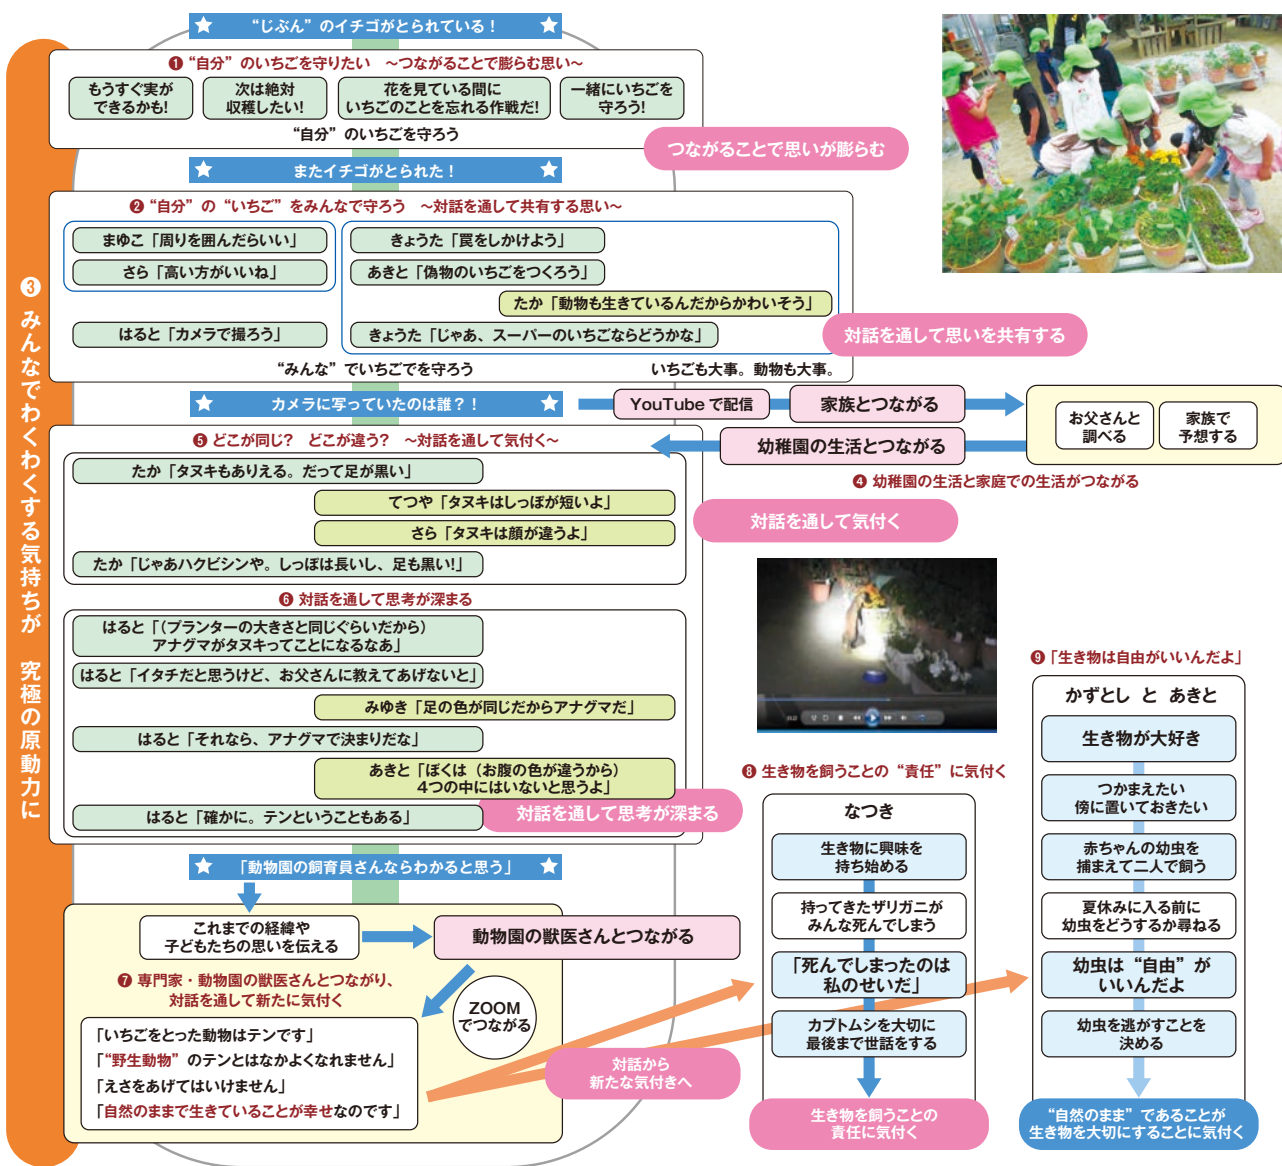 “じぶん”のイチゴがとられている！
❶ “自分”のいちごを守りたい　～つながることで膨らむ思い～
もうすぐ実が
できるかも!
次は絶対
収穫したい!
花を見ている間に
いちごのことを忘れる作戦だ!
一緒にいちごを
守ろう!
“自分”のいちごを守ろう
つながることで思いが膨らむ
またイチゴがとられた！
❷ “自分”の“いちご”をみんなで守ろう　～対話を通して共有する思い～
まゆこ「周りを囲んだらいい」
さら「高い方がいいね」
はると「カメラで撮ろう」
きょうた「罠をしかけよう」
あきと「偽物のいちごをつくろう」
たか「動物も生きているんだからかわいそう」
きょうた「じゃあ、スーパーのいちごならどうかな」
対話を通して思いを共有する
“みんな”でいちごでを守ろう
いちごも大事。動物も大事。
❸ みんなでわくわくする気持ちが　究極の原動力に
カメラに写っていたのは誰？！
YouTubeで配信
家族とつながる
お父さんと
調べる
家族で
予想する
幼稚園の生活とつながる
❹ 幼稚園の生活と家庭での生活がつながる
❺ どこが同じ？　どこが違う？　～対話を通して気付く～
たか「タヌキもありえる。だって足が黒い」
てつや「タヌキはしっぽが短いよ」
さら「タヌキは顔が違うよ」
たか「じゃあハクビシンや。しっぽは長いし、足も黒い!」
対話を通して気付く
❻ 対話を通して思考が深まる
はると「（プランターの大きさと同じぐらいだから）
アナグマがタヌキってことになるなあ」
はると「イタチだと思うけど、お父さんに教えてあげないと」
みゆき「足の色が同じだからアナグマだ」
はると「それなら、アナグマで決まりだな」
あきと「ぼくは（お腹の色が違うから）
４つの中にはいないと思うよ」
はると「確かに。テンということもある」
対話を通して思考が深まる
「動物園の飼育員さんならわかると思う」
これまでの経緯や
子どもたちの思いを伝える
動物園の獣医さんとつながる
❼ 専門家・動物園の獣医さんとつながり、
対話を通して新たに気付く
ZOOM
でつながる
「いちごをとった動物はテンです」
「“野生動物”のテンとはなかよくなれません」
「えさをあげてはいけません」
「自然のままで生きていることが幸せなのです」
対話から
新たな気付きへ
❽ 生き物を飼うことの“責任”に気付く
なつき
生き物に興味を
持ち始める
持ってきたザリガニが
みんな死んでしまう
「死んでしまったのは
私のせいだ」
カブトムシを大切に
最後まで世話をする
生き物を飼うことの
責任に気付く
❾「生き物は自由がいいんだよ」
かずとし と あきと
生き物が大好き
つかまえたい
傍に置いておきたい
赤ちゃんの幼虫を
捕まえて二人で飼う
夏休みに入る前に
幼虫をどうするか尋ねる
幼虫は“自由”が
いいんだよ
幼虫を逃がすことを
決める
“自然のまま”であることが
生き物を大切にすることに気付く